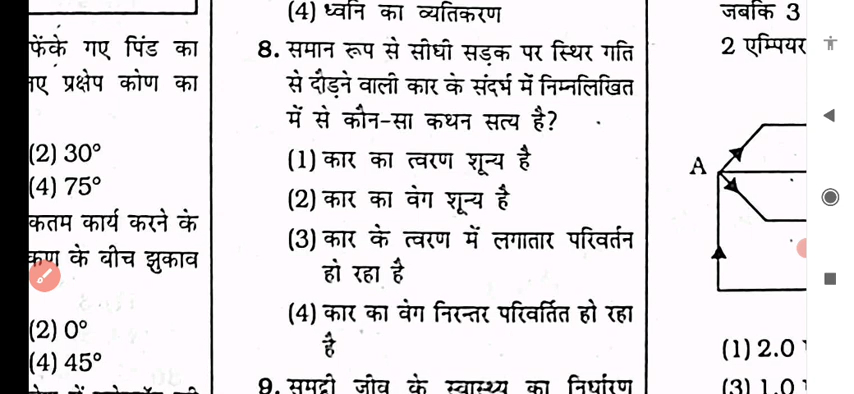 फेंके गए पिंड का
प्रक्षेप कोण का
(2) 30°
(4) 75°
कतम कार्य करने के
के बीच झुकाव
(2) 0°
(4) 45°
(4) ध्वनि का व्यतिकरण
8. समान रूप से सीधी सड़क पर स्थिर गति
से दौड़ने वाली कार के संदर्भ में निम्नलिखित
में से कौन-सा कथन सत्य है?
(1) कार का त्वरण शून्य है
(2) कार का वेग शून्य है
(3) कार के त्वरण में लगातार परिवर्तन
हो रहा है
(4) कार का वेग निरन्तर परिवर्तित हो रहा
है
9. समुद्री जीव के स्वास्थ्य का निर्धारण
जबकि 3
2 एम्पियर
A
(1) 2.0
(3) 1.0